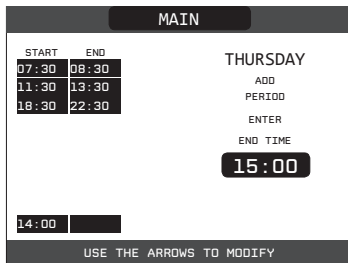 MAIN
START END
07:30 08:30
11:30 13:30
18:30 22:30
14:00
THURSDAY
ADD
PERIOD
ENTER
END TIME
15:00
USE THE ARROWS TO MODIFY